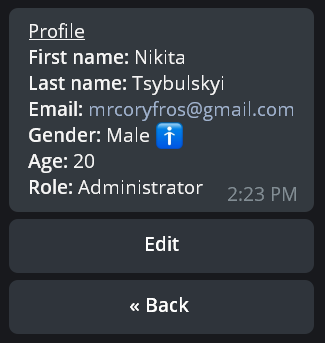 Profile
First name: Nikita
Last name: Tsybulskyi
Email: mrcoryfros@gmail.com
Gender: Male
Age: 20
Role: Administrator
2:23 PM
Edit
« Back